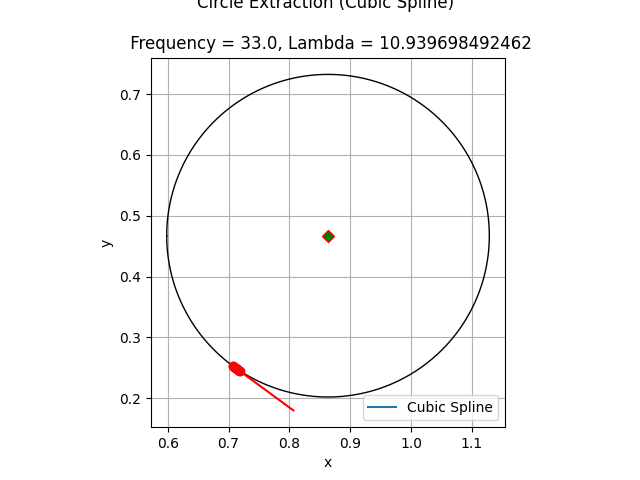 Circle Extraction (Cubic Spline)
Frequency = 33.0, Lambda = 10.939698492462
0.7
0.6
0.5
0.4
0.3
0.2
y
Cubic Spline
0.6 0.7 0.8 0.9 1.0 1.1
x